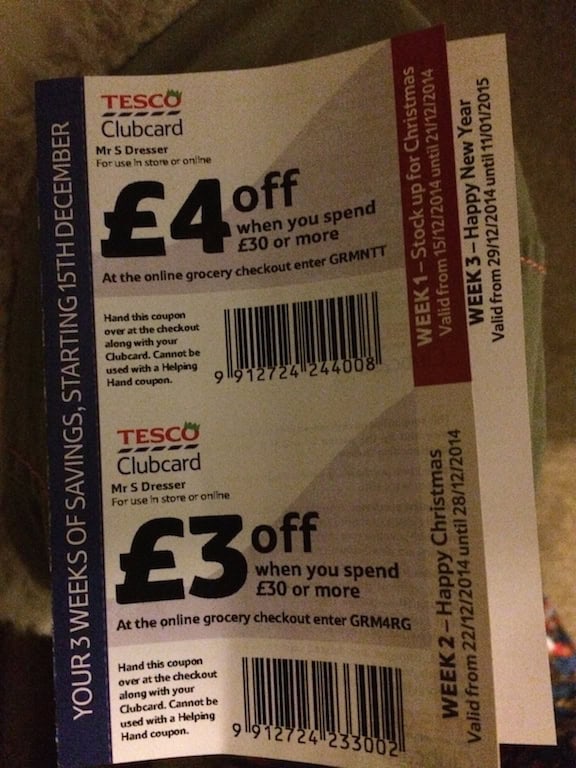 YOUR 3 WEEKS OF SAVINGS, STARTING 15TH DECEMBER
TESCO
Clubcard
Mr S Dresser
For use in store or online
£4 off
when you spend
£30 or more
At the online grocery checkout enter GRMNTT
Hand this coupon
over at the checkout
along with your
Clubcard. Cannot be
used with a Helping
Hand coupon.
9 912724 244008
WEEK 1 – Stock up for Christmas
Valid from 15/12/2014 until 21/12/2014
WEEK 3 – Happy New Year
Valid from 29/12/2014 until 11/01/2015
TESCO
Clubcard
Mr S Dresser
For use in store or online
£3 off
when you spend
£30 or more
At the online grocery checkout enter GRM4RG
Hand this coupon
over at the checkout
along with your
Clubcard. Cannot be
used with a Helping
Hand coupon.
9 912724 233002
WEEK 2 – Happy Christmas
Valid from 22/12/2014 until 28/12/2014